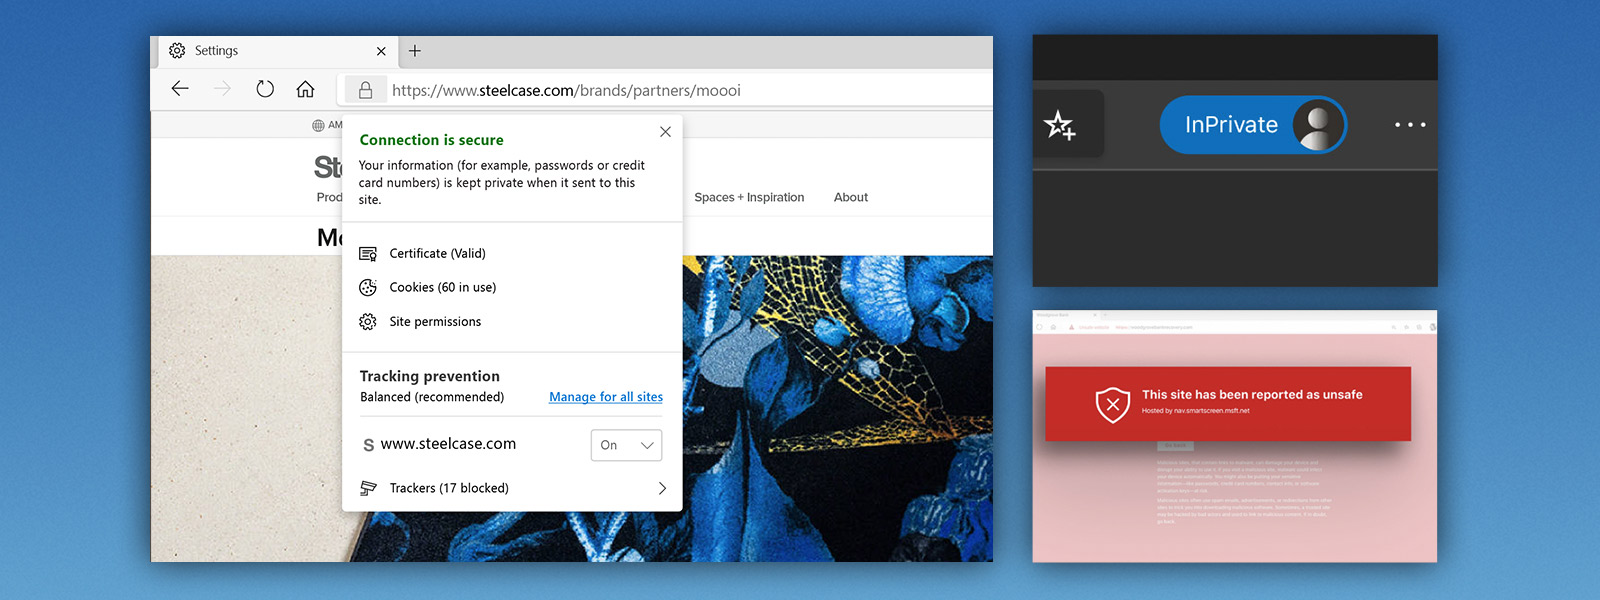 Settings
https://www.steelcase.com/brands/partners/moooi
AM
Connection is secure
Your information (for example, passwords or credit
card numbers) is kept private when it sent to this
site.
Certificate (Valid)
Cookies (60 in use)
Site permissions
Tracking prevention
Balanced (recommended)
Manage for all sites
S www.steelcase.com
On
Trackers (17 blocked)
Ste
Prod
Spaces + Inspiration
About
Mo
InPrivate
This site has been reported as unsafe
Hosted by nav.smartscreen.msft.net